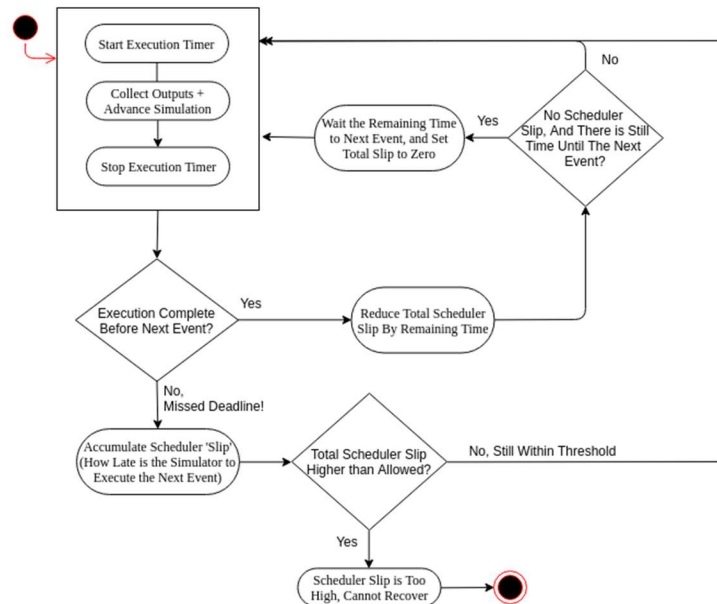 Start Execution Timer
Collect Outputs +
Advance Simulation
Stop Execution Timer
No
No Scheduler
Slip, And There is Still
Time Until The Next
Event?
Yes
Wait the Remaining Time
to Next Event, and Set
Total Slip to Zero
Execution Complete
Before Next Event?
Yes
Reduce Total Scheduler
Slip By Remaining Time
No,
Missed Deadline!
Accumulate Scheduler 'Slip'
(How Late is the Simulator to
Execute the Next Event)
Total Scheduler Slip
Higher than Allowed?
No, Still Within Threshold
Yes
Scheduler Slip is Too
High, Cannot Recover